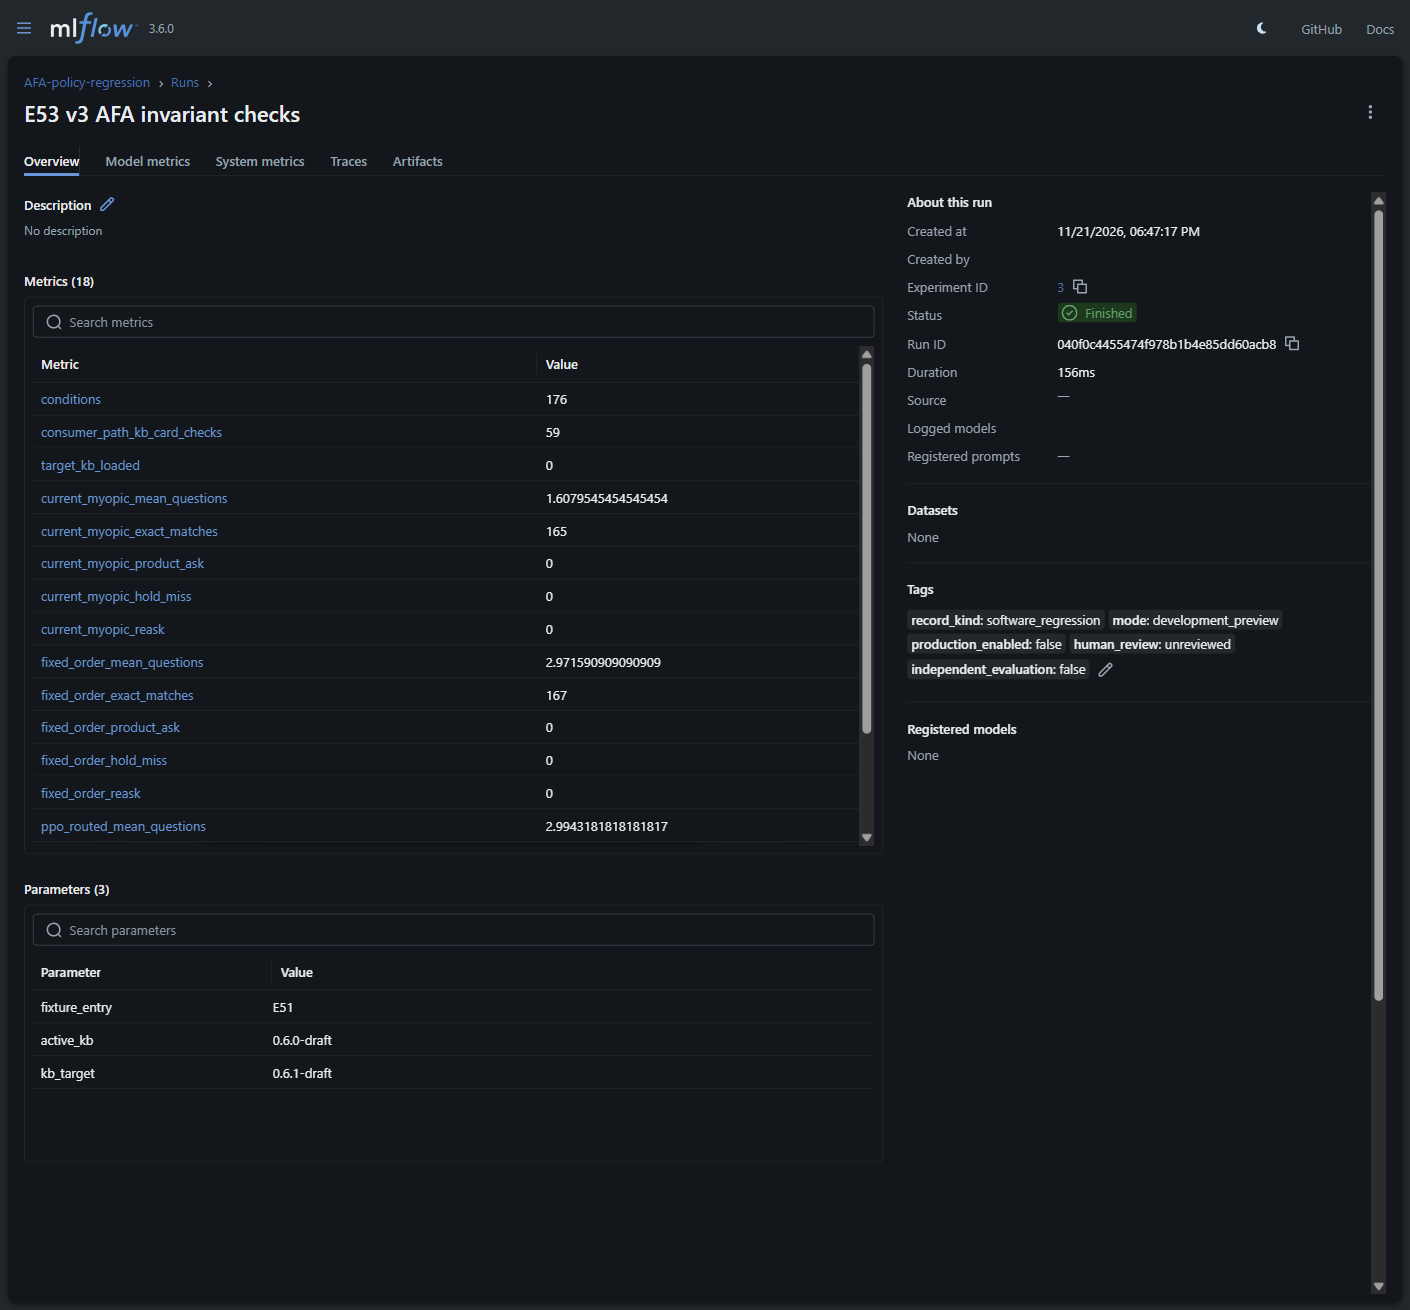 mlflow 3.6.0 GitHub Docs
AFA-policy-regression › Runs ›
E53 v3 AFA invariant checks
Overview Model metrics System metrics Traces Artifacts
Description
No description
Metrics (18)
Search metrics
Metric Value
conditions 176
consumer_path_kb_card_checks 59
target_kb_loaded 0
current_myopic_mean_questions 1.6079545454545454
current_myopic_exact_matches 165
current_myopic_product_ask 0
current_myopic_hold_miss 0
current_myopic_reask 0
fixed_order_mean_questions 2.971590909090909
fixed_order_exact_matches 167
fixed_order_product_ask 0
fixed_order_hold_miss 0
fixed_order_reask 0
ppo_routed_mean_questions 2.9943181818181817
Parameters (3)
Search parameters
Parameter Value
fixture_entry E51
active_kb 0.6.0-draft
kb_target 0.6.1-draft
About this run
Created at 11/21/2026, 06:47:17 PM
Created by
Experiment ID 3
Status Finished
Run ID 040f0c4455474f978b1b4e85dd60acb8
Duration 156ms
Source —
Logged models
Registered prompts —
Datasets
None
Tags
record_kind: software_regression mode: development_preview
production_enabled: false human_review: unreviewed
independent_evaluation: false
Registered models
None